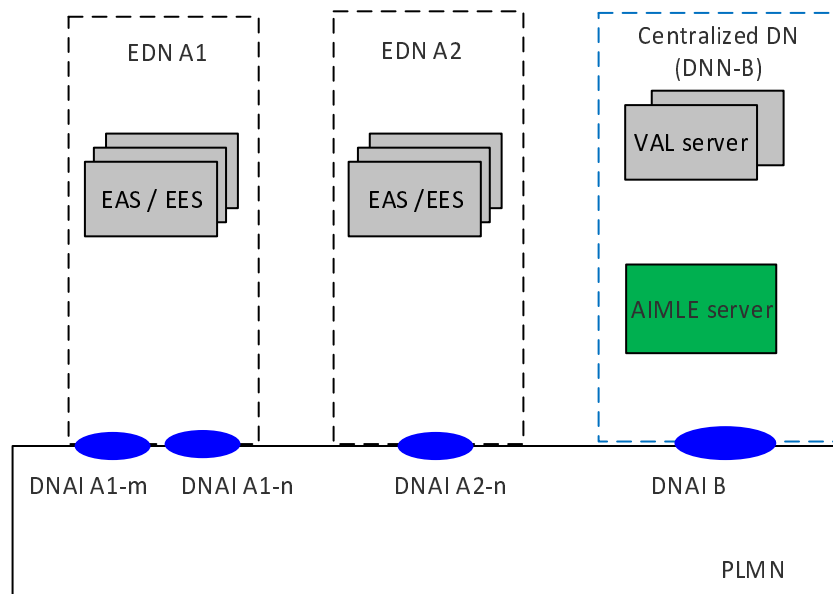 EDN A1
EDN A2
Centralized DN
(DNN-B)
EAS / EES
EAS /EES
VAL server
AIMLE server
DNAI A1-m
DNAI A1-n
DNAI A2-n
DNAI B
PLMN